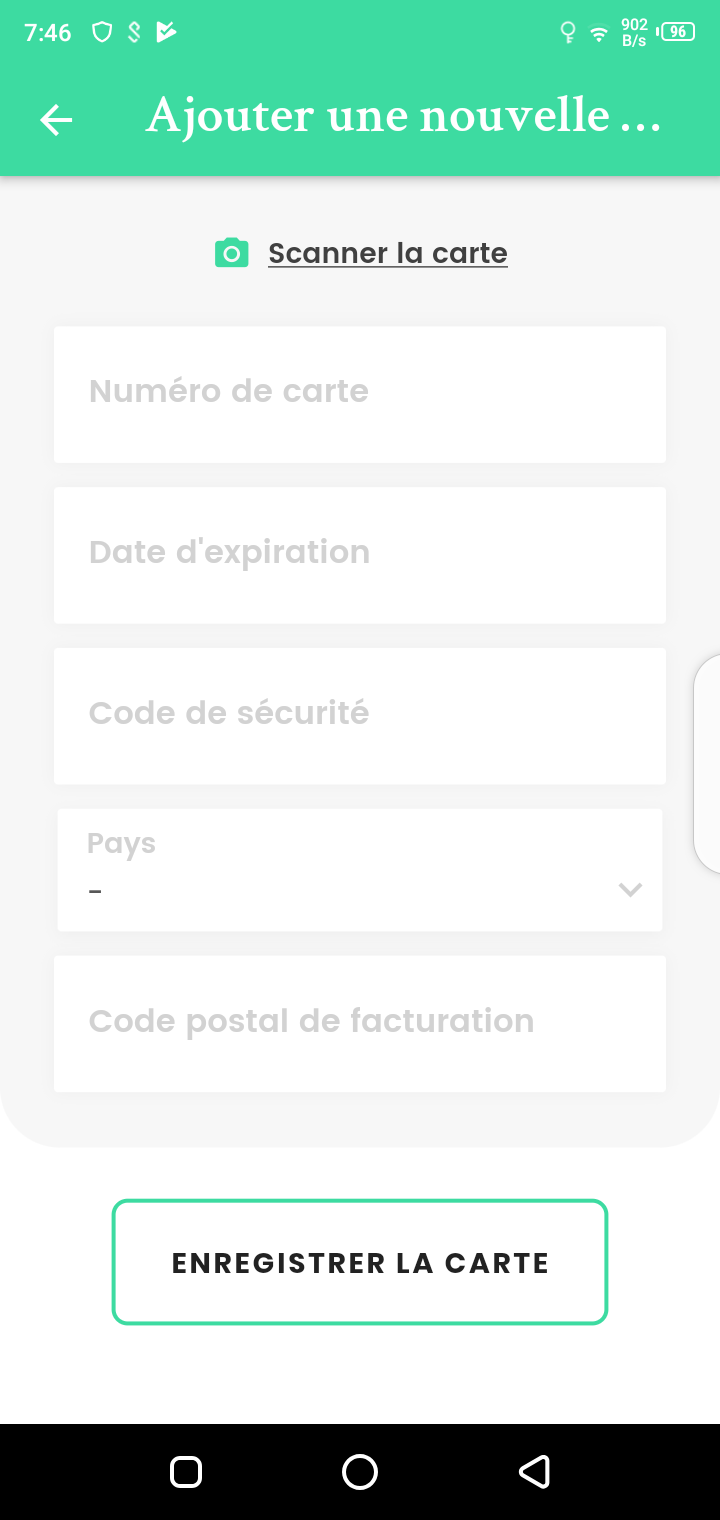 7:46
902
B/s
96
Ajouter une nouvelle ...
Scanner la carte
Numéro de carte
Date d'expiration
Code de sécurité
Pays
–
Code postal de facturation
ENREGISTRER LA CARTE